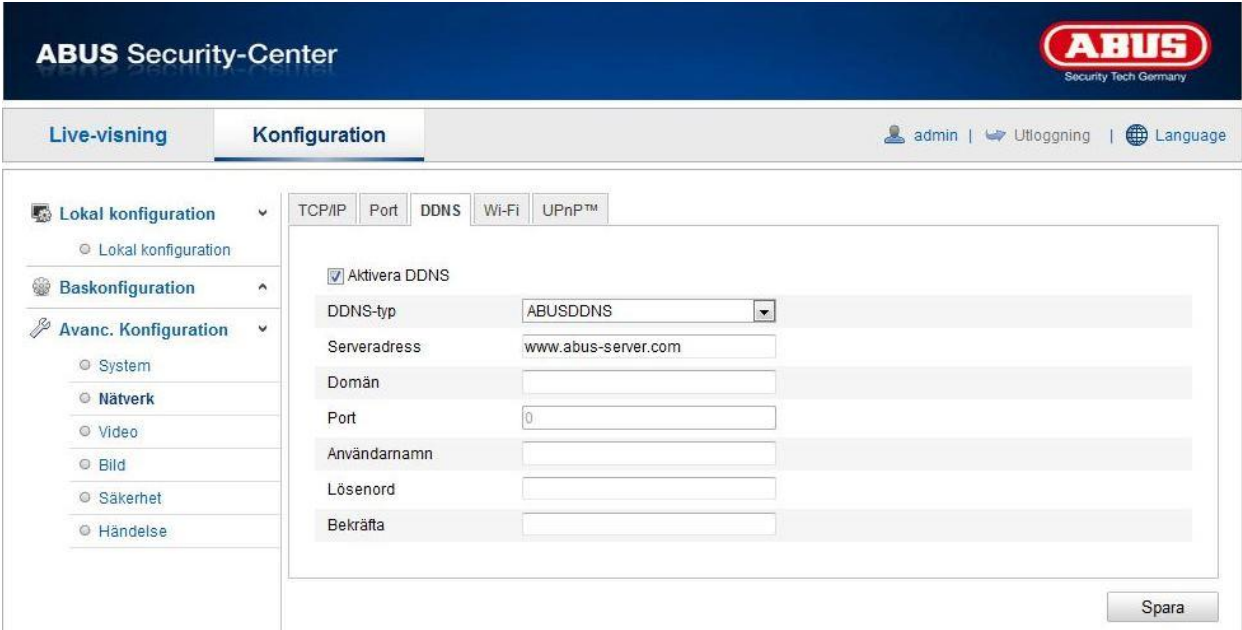 ABUS Security-Center
ABUS
Security Tech Germany
Live-visning
Konfiguration
admin | Utloggning | Language
Lokal konfiguration
Lokal konfiguration
Baskonfiguration
Avanc. Konfiguration
System
Nätverk
Video
Bild
Säkerhet
Händelse
TCP/IP Port DDNS Wi-Fi UPnP™
Aktivera DDNS
DDNS-typ ABUSDDNS
Serveradress www.abus-server.com
Domän
Port 0
Användarnamn
Lösenord
Bekräfta
Spara